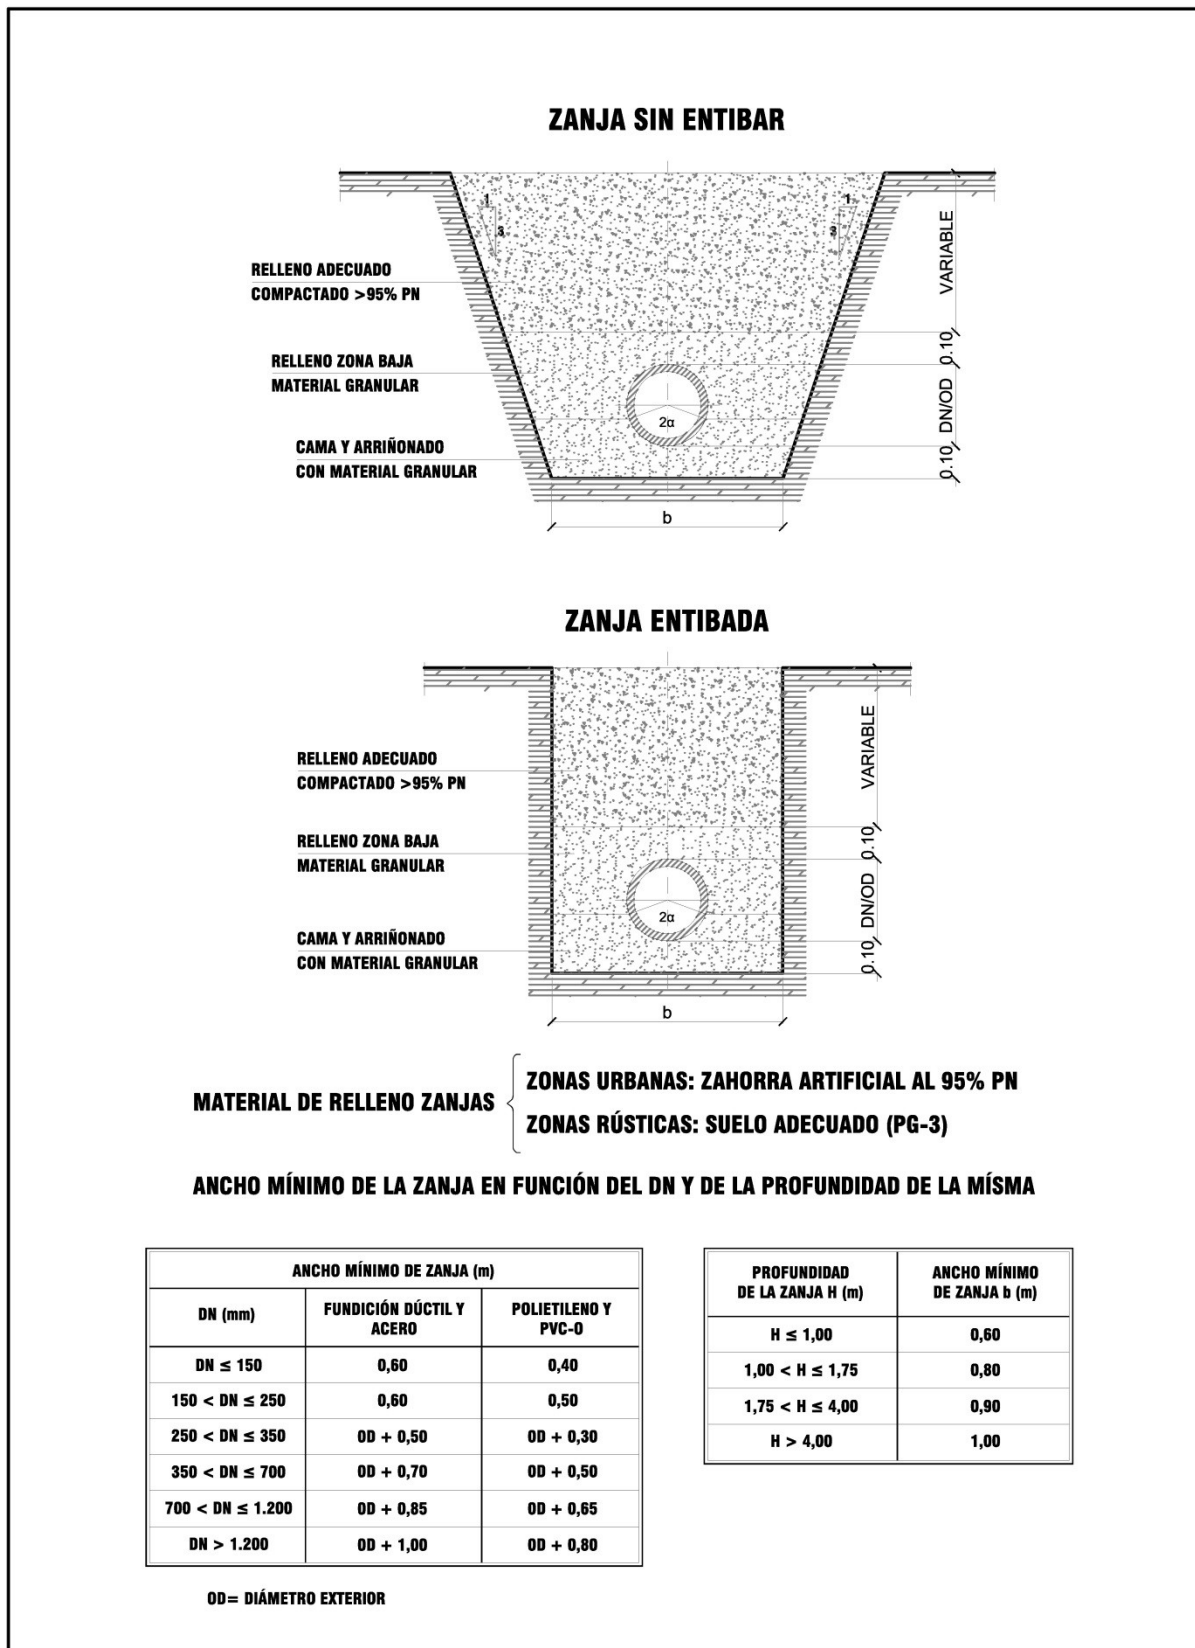 ZANJA SIN ENTIBAR
1
3
1
3
VARIABLE
0.10
DN/OD
0.10
RELLENO ADECUADO
COMPACTADO >95% PN
RELLENO ZONA BAJA
MATERIAL GRANULAR
CAMA Y ARRIÑONADO
CON MATERIAL GRANULAR
2α
b
ZANJA ENTIBADA
VARIABLE
0.10
DN/OD
0.10
RELLENO ADECUADO
COMPACTADO >95% PN
RELLENO ZONA BAJA
MATERIAL GRANULAR
CAMA Y ARRIÑONADO
CON MATERIAL GRANULAR
2α
b
MATERIAL DE RELLENO ZANJAS
ZONAS URBANAS: ZAHORRA ARTIFICIAL AL 95% PN
ZONAS RÚSTICAS: SUELO ADECUADO (PG-3)
ANCHO MÍNIMO DE LA ZANJA EN FUNCIÓN DEL DN Y DE LA PROFUNDIDAD DE LA MÍSMA
ANCHO MÍNIMO DE ZANJA (m)
DN (mm)
FUNDICIÓN DÚCTIL Y
ACERO
POLIETILENO Y
PVC-O
DN ≤ 150 0,60 0,40
150 < DN ≤ 250 0,60 0,50
250 < DN ≤ 350 OD + 0,50 OD + 0,30
350 < DN ≤ 700 OD + 0,70 OD + 0,50
700 < DN ≤ 1.200 OD + 0,85 OD + 0,65
DN > 1.200 OD + 1,00 OD + 0,80
OD= DIÁMETRO EXTERIOR
PROFUNDIDAD
DE LA ZANJA H (m)
ANCHO MÍNIMO
DE ZANJA b (m)
H ≤ 1,00 0,60
1,00 < H ≤ 1,75 0,80
1,75 < H ≤ 4,00 0,90
H > 4,00 1,00